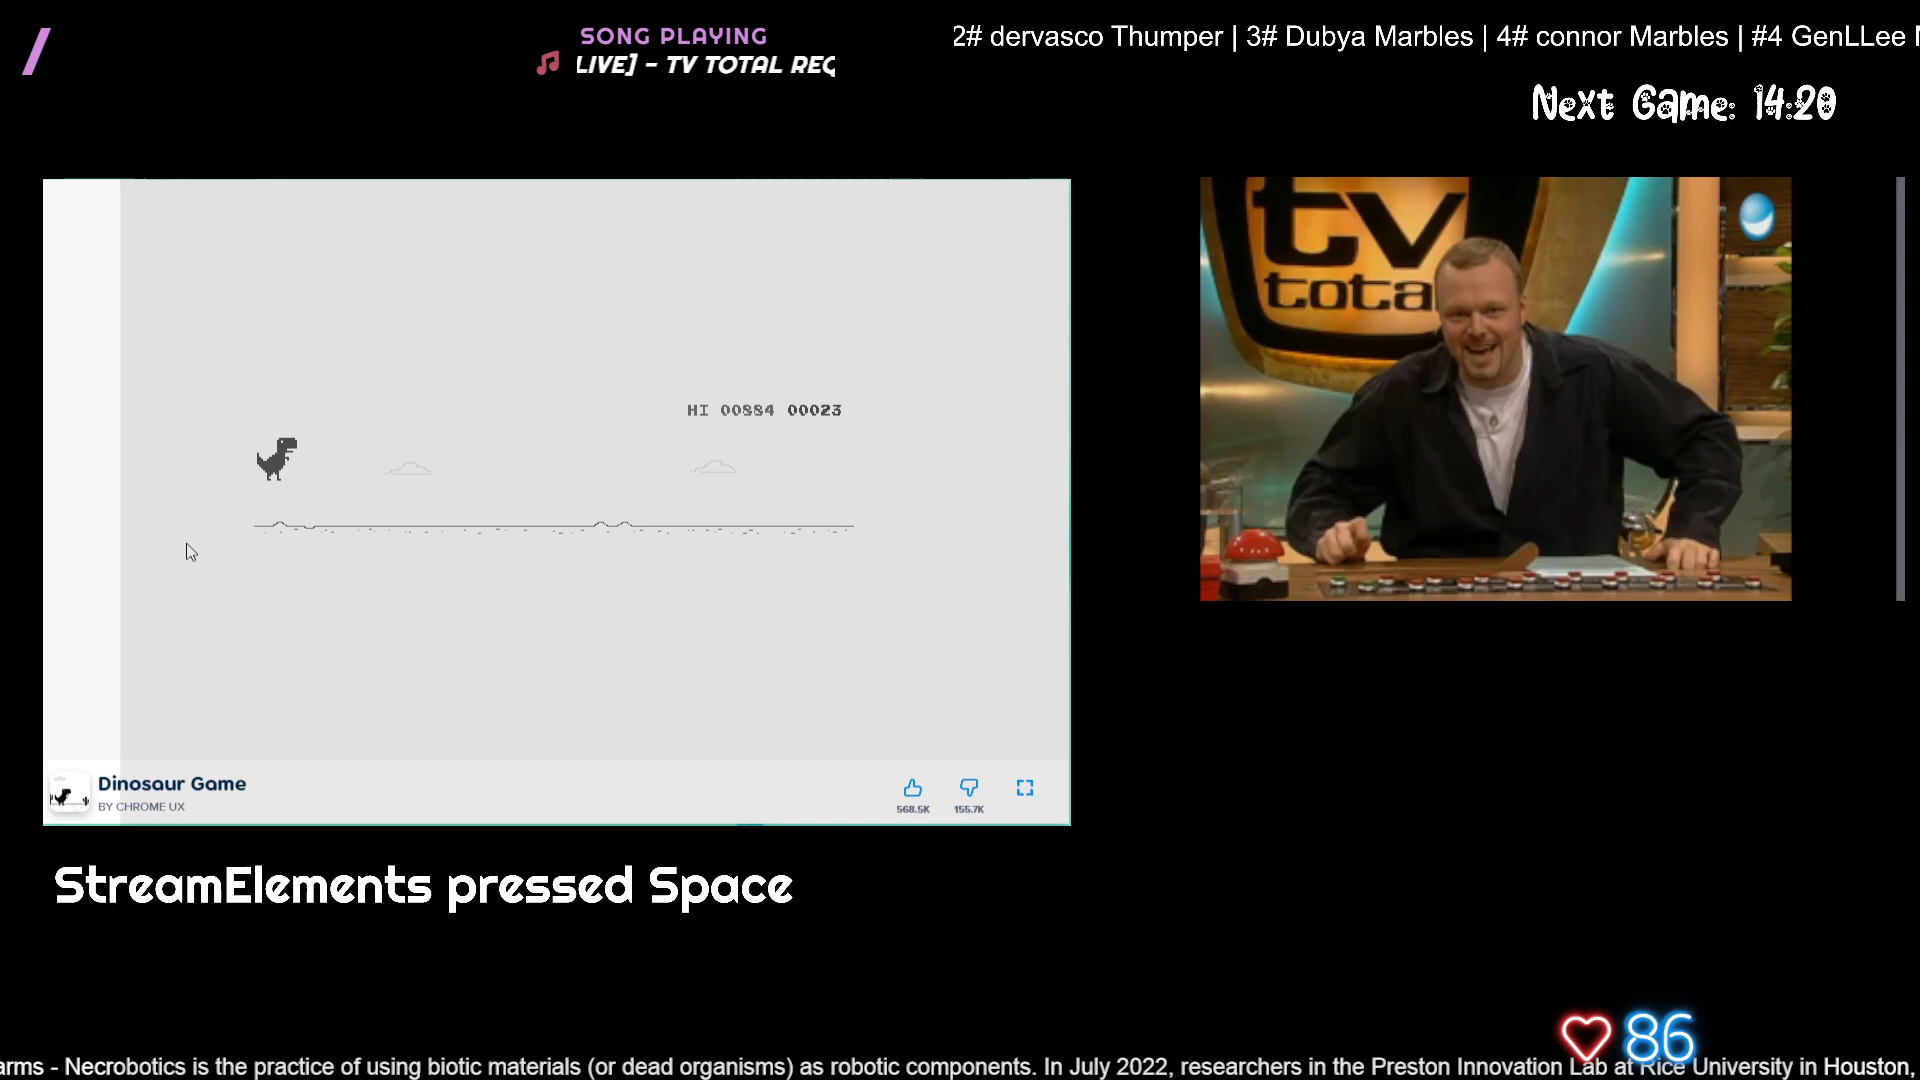 /
SONG PLAYING
LIVE] - TV TOTAL REC
2# dervasco Thumper | 3# Dubya Marbles | 4# connor Marbles | #4 GenLLee
Next Game: 14:20
HI 00884 00023
tv
tota
Dinosaur Game
BY CHROME UX
568.5K
155.7K
StreamElements pressed Space
86
arms - Necrobotics is the practice of using biotic materials (or dead organisms) as robotic components. In July 2022, researchers in the Preston Innovation Lab at Rice University in Houston,